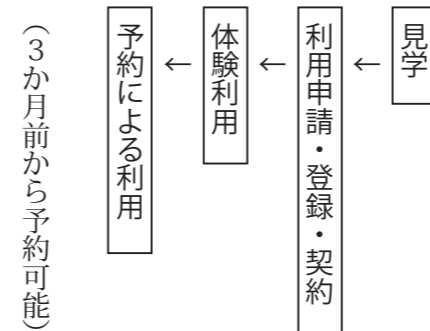 見学
←
利用申請・登録・契約
←
体験利用
←
予約による利用
（3か月前から予約可能）